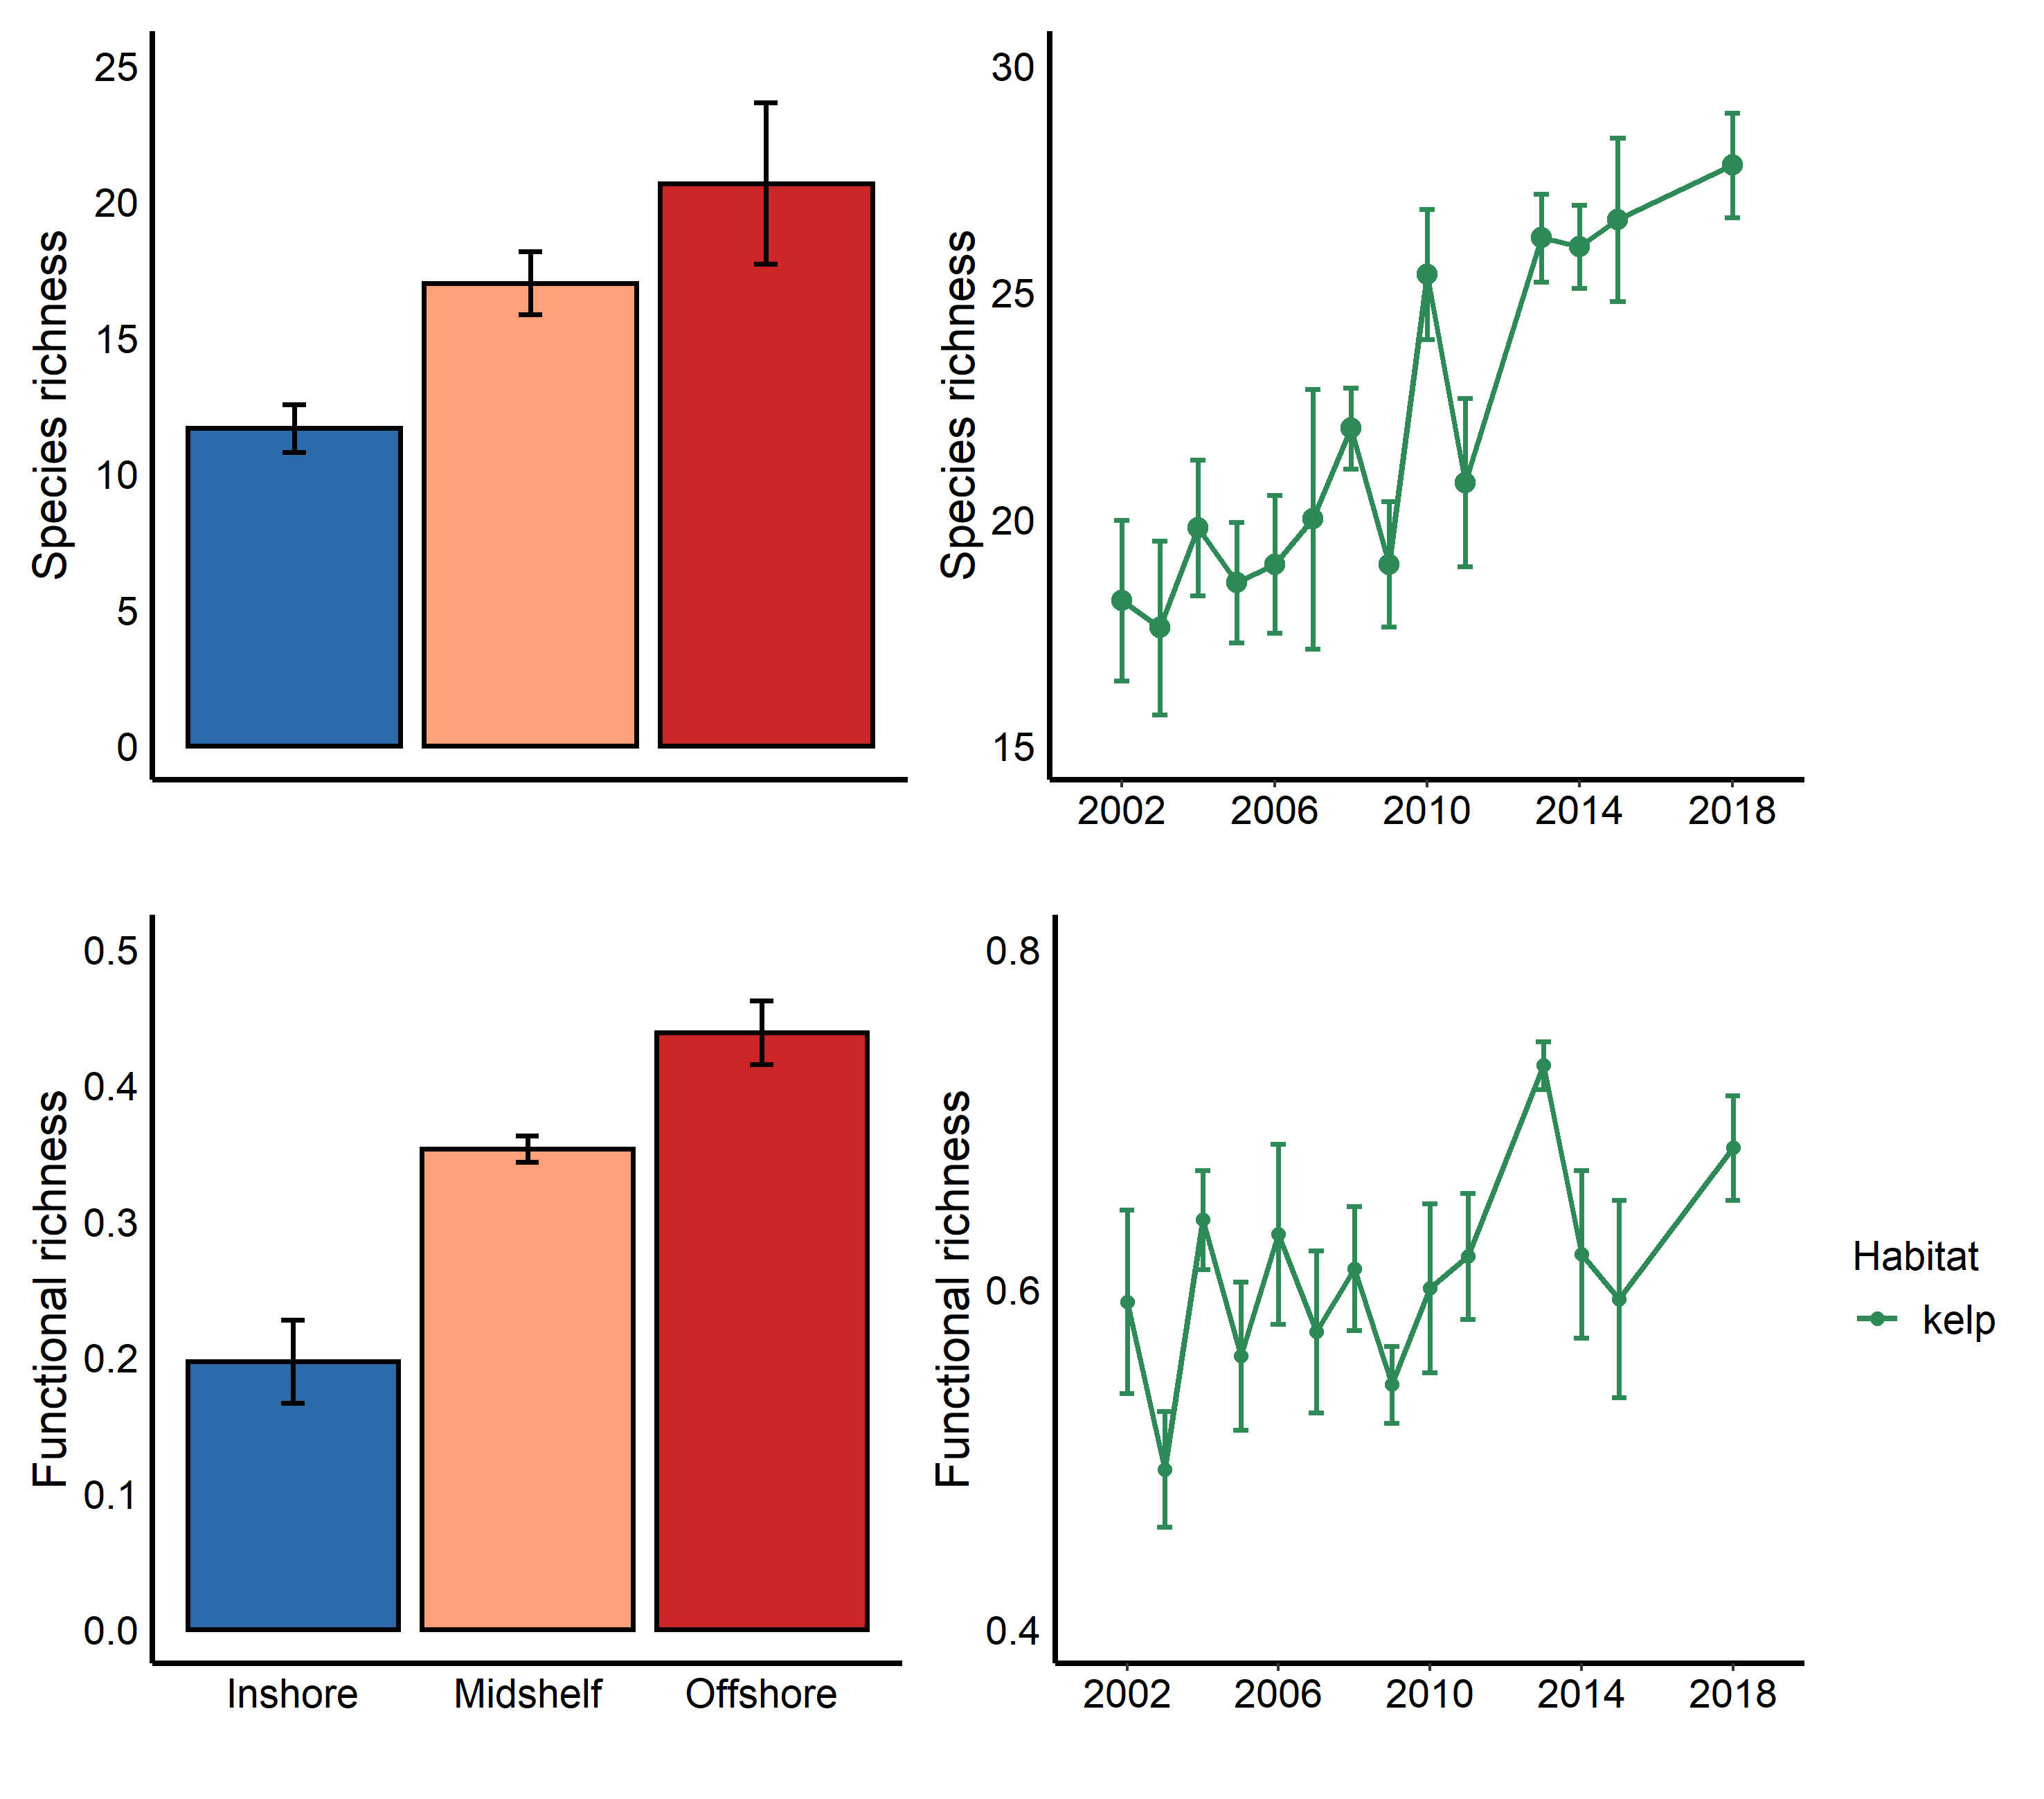 Species richness
25
20
15
10
5
0
Species richness
30
25
20
15
2002 2006 2010 2014 2018
Functional richness
0.5
0.4
0.3
0.2
0.1
0.0
Inshore Midshelf Offshore
Functional richness
0.8
0.6
0.4
2002 2006 2010 2014 2018
Habitat
kelp